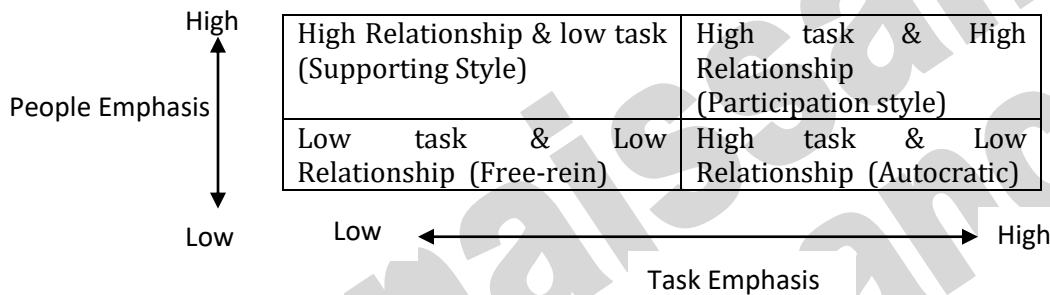 High
High Relationship & low task
(Supporting Style)
High task & High
Relationship
(Participation style)
People Emphasis
Low task & Low
Relationship (Free-rein)
High task & Low
Relationship (Autocratic)
Low
Low
High
Task Emphasis